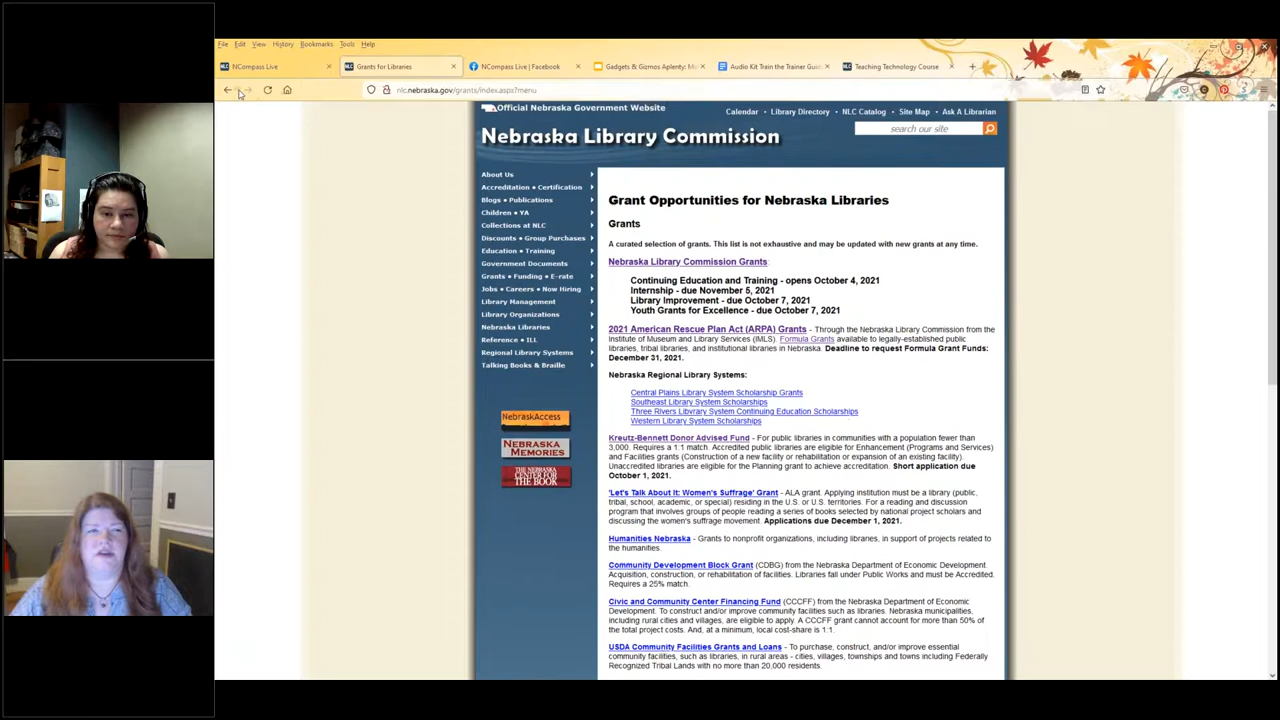 File Edit View History Bookmarks Tools Help
NCompass Live
Grants for Libraries
NCompass Live | Facebook
Gadgets & Gizmos Aplenty: Mo
Audio Kit Train the Trainer Guid
Teaching Technology Course
nlc.nebraska.gov/grants/index.aspx?menu
Official Nebraska Government Website
Calendar • Library Directory • NLC Catalog • Site Map • Ask A Librarian
Nebraska Library Commission
search our site
About Us
Accreditation • Certification
Blogs • Publications
Children • YA
Collections at NLC
Discounts • Group Purchases
Education • Training
Government Documents
Grants • Funding • E-rate
Jobs • Careers • Now Hiring
Library Management
Library Organizations
Nebraska Libraries
Reference • ILL
Regional Library Systems
Talking Books & Braille
NebraskAccess
NEBRASKA
MEMORIES
THE NEBRASKA
CENTER FOR
THE BOOK
Grant Opportunities for Nebraska Libraries
Grants
A curated selection of grants. This list is not exhaustive and may be updated with new grants at any time.
Nebraska Library Commission Grants:
Continuing Education and Training - opens October 4, 2021
Internship - due November 5, 2021
Library Improvement - due October 7, 2021
Youth Grants for Excellence - due October 7, 2021
2021 American Rescue Plan Act (ARPA) Grants - Through the Nebraska Library Commission from the
Institute of Museum and Library Services (IMLS). Formula Grants available to legally-established public
libraries, tribal libraries, and institutional libraries in Nebraska. Deadline to request Formula Grant Funds:
December 31, 2021.
Nebraska Regional Library Systems:
Central Plains Library System Scholarship Grants
Southeast Library System Scholarships
Three Rivers Libvrary System Continuing Education Scholarships
Western Library System Scholarships
Kreutz-Bennett Donor Advised Fund - For public libraries in communities with a population fewer than
3,000. Requires a 1:1 match. Accredited public libraries are eligible for Enhancement (Programs and Services)
and Facilities grants (Construction of a new facility or rehabilitation or expansion of an existing facility).
Unaccredited libraries are eligible for the Planning grant to achieve accreditation. Short application due
October 1, 2021.
'Let's Talk About It: Women's Suffrage' Grant - ALA grant. Applying institution must be a library (public,
tribal, school, academic, or special) residing in the U.S. or U.S. territories. For a reading and discussion
program that involves groups of people reading a series of books selected by national project scholars and
discussing the women's suffrage movement. Applications due December 1, 2021.
Humanities Nebraska - Grants to nonprofit organizations, including libraries, in support of projects related to
the humanities.
Community Development Block Grant (CDBG) from the Nebraska Department of Economic Development.
Acquisition, construction, or rehabilitation of facilities. Libraries fall under Public Works and must be Accredited.
Requires a 25% match.
Civic and Community Center Financing Fund (CCCFF) from the Nebraska Department of Economic
Development. To construct and/or improve community facilities such as libraries. Nebraska municipalities,
including rural cities and villages, are eligible to apply. A CCCFF grant cannot account for more than 50% of
the total project costs. And, at a minimum, local cost-share is 1:1.
USDA Community Facilities Grants and Loans - To purchase, construct, and/or improve essential
community facilities, such as libraries, in rural areas - cities, villages, townships and towns including Federally
Recognized Tribal Lands with no more than 20,000 residents.